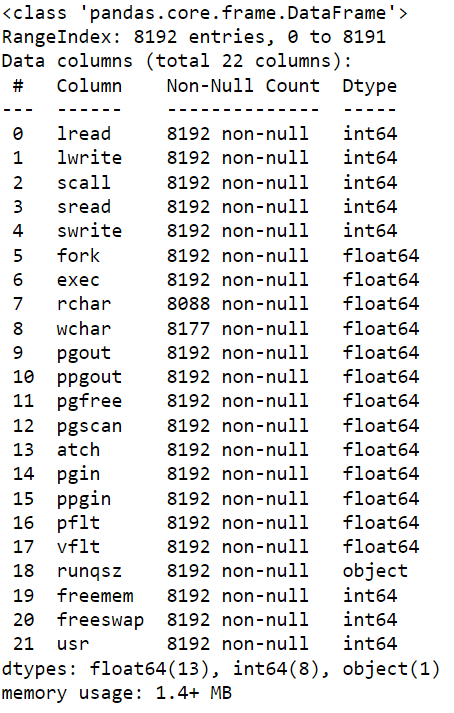 <class 'pandas.core.frame.DataFrame'>
RangeIndex: 8192 entries, 0 to 8191
Data columns (total 22 columns):
 #   Column    Non-Null Count  Dtype
---  ------    --------------  -----
 0   lread     8192 non-null   int64
 1   lwrite    8192 non-null   int64
 2   scall     8192 non-null   int64
 3   sread     8192 non-null   int64
 4   swrite    8192 non-null   int64
 5   fork      8192 non-null   float64
 6   exec      8192 non-null   float64
 7   rchar     8088 non-null   float64
 8   wchar     8177 non-null   float64
 9   pgout     8192 non-null   float64
 10  ppgout    8192 non-null   float64
 11  pgfree    8192 non-null   float64
 12  pgscan    8192 non-null   float64
 13  atch      8192 non-null   float64
 14  pgin      8192 non-null   float64
 15  ppgin     8192 non-null   float64
 16  pflt      8192 non-null   float64
 17  vflt      8192 non-null   float64
 18  runqsz    8192 non-null   object
 19  freemem   8192 non-null   int64
 20  freeswap  8192 non-null   int64
 21  usr       8192 non-null   int64
dtypes: float64(13), int64(8), object(1)
memory usage: 1.4+ MB